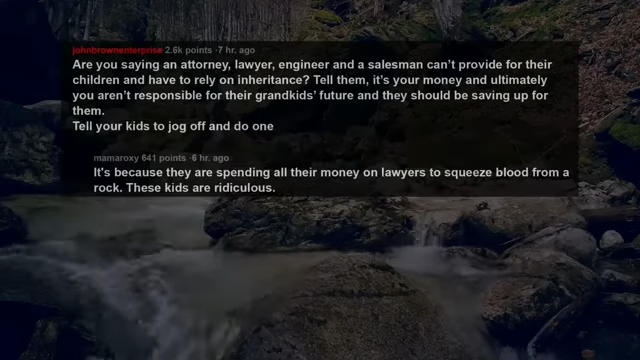 johnbrownenterprise 2.6k points ·7 hr. ago
Are you saying an attorney, lawyer, engineer and a salesman can't provide for their
children and have to rely on inheritance? Tell them, it's your money and ultimately
you aren't responsible for their grandkids' future and they should be saving up for
them.
Tell your kids to jog off and do one
mamaroxy 641 points ·6 hr. ago
It's because they are spending all their money on lawyers to squeeze blood from a
rock. These kids are ridiculous.